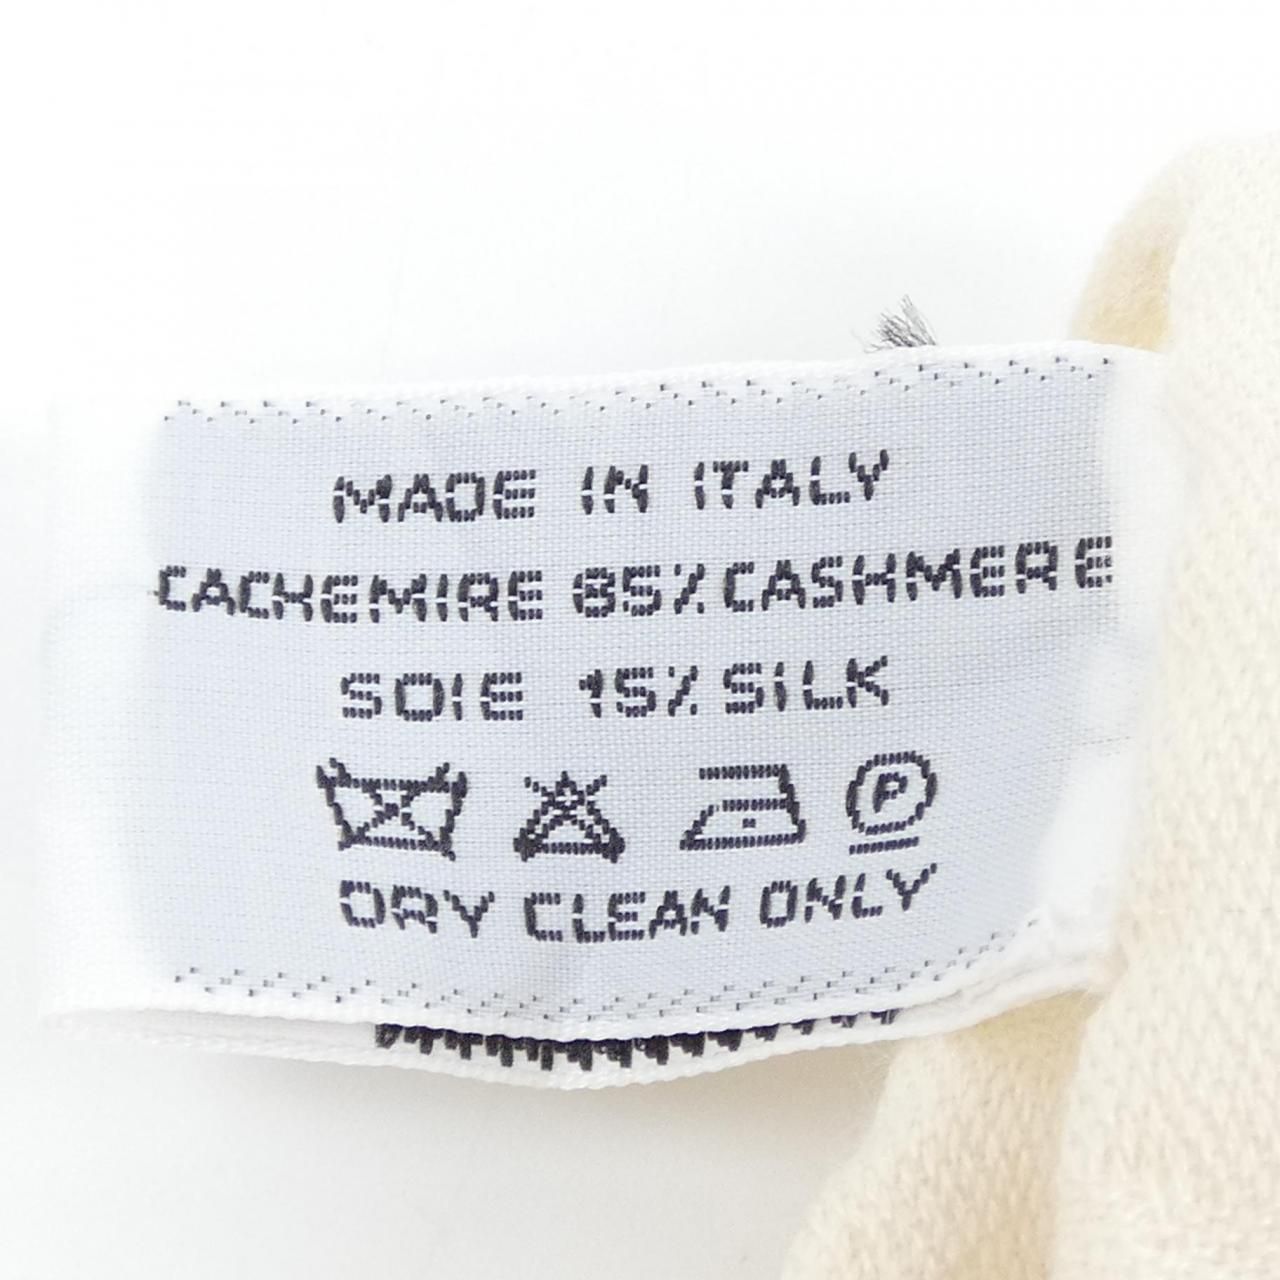 MADE IN ITALY
CACHEMIRE 85% CASHMERE
SOIE 15% SILK
P
DRY CLEAN ONLY